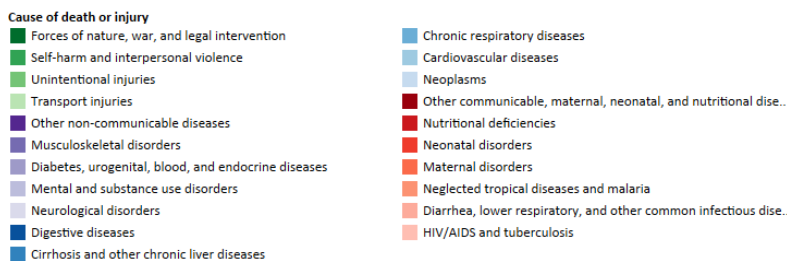 Cause of death or injury
Forces of nature, war, and legal intervention
Self-harm and interpersonal violence
Unintentional injuries
Transport injuries
Other non-communicable diseases
Musculoskeletal disorders
Diabetes, urogenital, blood, and endocrine diseases
Mental and substance use disorders
Neurological disorders
Digestive diseases
Cirrhosis and other chronic liver diseases
Chronic respiratory diseases
Cardiovascular diseases
Neoplasms
Other communicable, maternal, neonatal, and nutritional dise..
Nutritional deficiencies
Neonatal disorders
Maternal disorders
Neglected tropical diseases and malaria
Diarrhea, lower respiratory, and other common infectious dise..
HIV/AIDS and tuberculosis